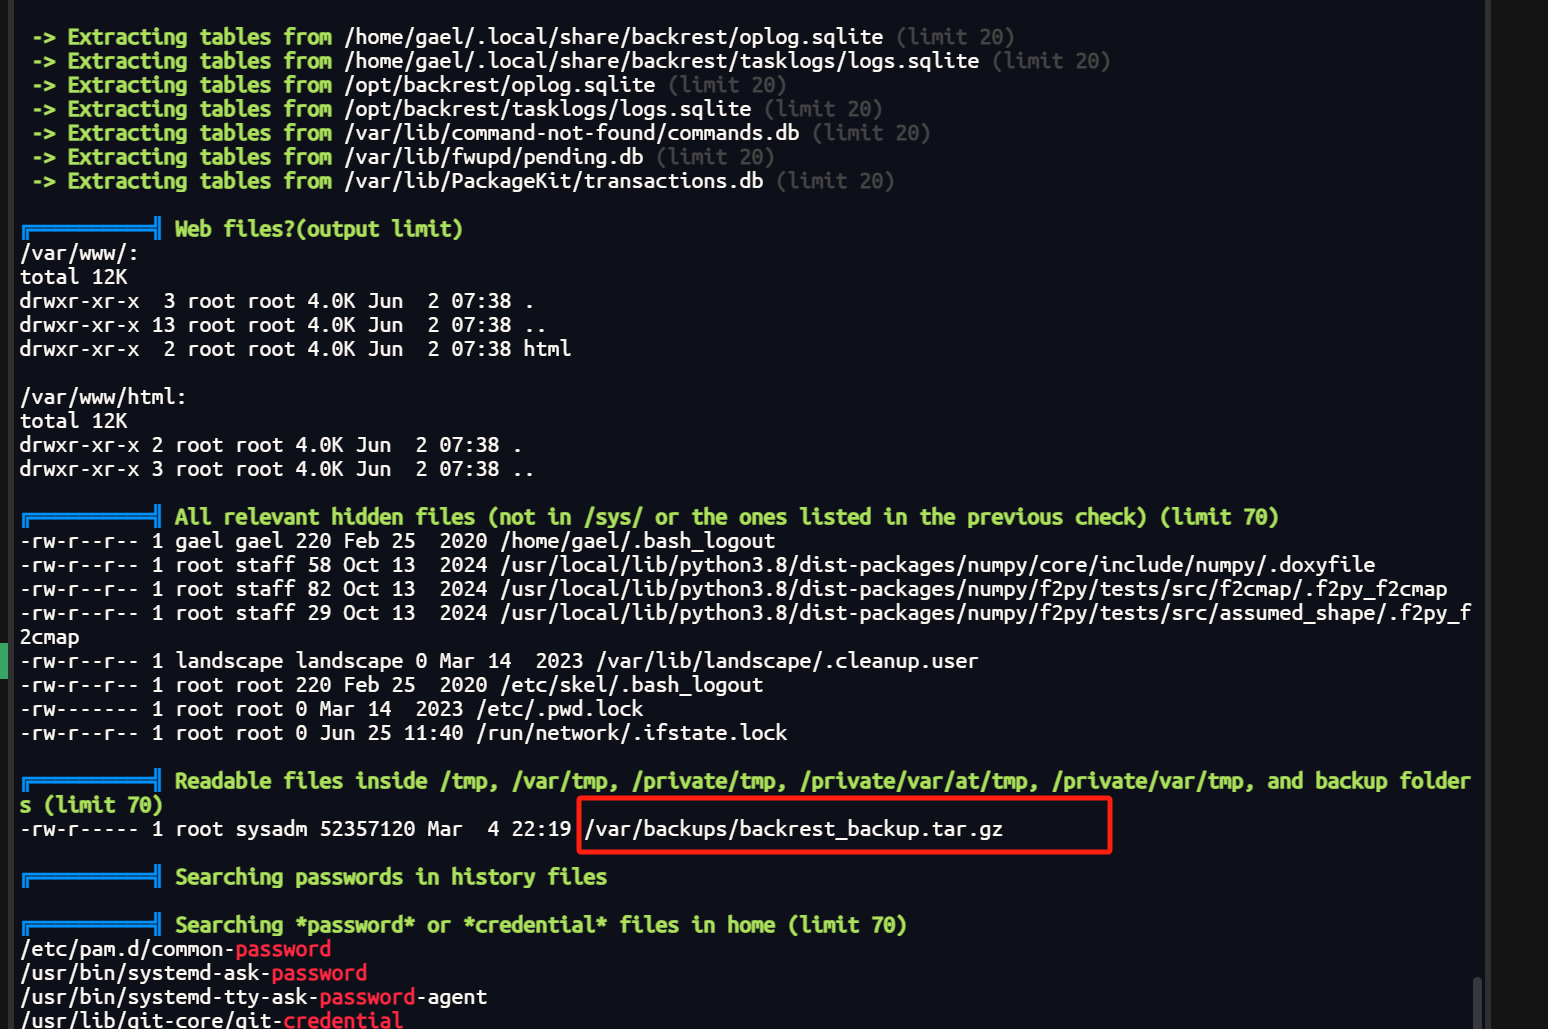 -> Extracting tables from /home/gael/.local/share/backrest/oplog.sqlite (limit 20)
-> Extracting tables from /home/gael/.local/share/backrest/tasklogs/logs.sqlite (limit 20)
-> Extracting tables from /opt/backrest/oplog.sqlite (limit 20)
-> Extracting tables from /opt/backrest/tasklogs/logs.sqlite (limit 20)
-> Extracting tables from /var/lib/command-not-found/commands.db (limit 20)
-> Extracting tables from /var/lib/fwupd/pending.db (limit 20)
-> Extracting tables from /var/lib/PackageKit/transactions.db (limit 20)
╔══════════╣ Web files?(output limit)
/var/www/:
total 12K
drwxr-xr-x  3 root root 4.0K Jun  2 07:38 .
drwxr-xr-x 13 root root 4.0K Jun  2 07:38 ..
drwxr-xr-x  2 root root 4.0K Jun  2 07:38 html
/var/www/html:
total 12K
drwxr-xr-x 2 root root 4.0K Jun  2 07:38 .
drwxr-xr-x 3 root root 4.0K Jun  2 07:38 ..
╔══════════╣ All relevant hidden files (not in /sys/ or the ones listed in the previous check) (limit 70)
-rw-r--r-- 1 gael gael 220 Feb 25  2020 /home/gael/.bash_logout
-rw-r--r-- 1 root staff 58 Oct 13  2024 /usr/local/lib/python3.8/dist-packages/numpy/core/include/numpy/.doxyfile
-rw-r--r-- 1 root staff 82 Oct 13  2024 /usr/local/lib/python3.8/dist-packages/numpy/f2py/tests/src/f2cmap/.f2py_f2cmap
-rw-r--r-- 1 root staff 29 Oct 13  2024 /usr/local/lib/python3.8/dist-packages/numpy/f2py/tests/src/assumed_shape/.f2py_f
2cmap
-rw-r--r-- 1 landscape landscape 0 Mar 14  2023 /var/lib/landscape/.cleanup.user
-rw-r--r-- 1 root root 220 Feb 25  2020 /etc/skel/.bash_logout
-rw------- 1 root root 0 Mar 14  2023 /etc/.pwd.lock
-rw-r--r-- 1 root root 0 Jun 25 11:40 /run/network/.ifstate.lock
╔══════════╣ Readable files inside /tmp, /var/tmp, /private/tmp, /private/var/at/tmp, /private/var/tmp, and backup folder
s (limit 70)
-rw-r----- 1 root sysadm 52357120 Mar  4 22:19 /var/backups/backrest_backup.tar.gz
╔══════════╣ Searching passwords in history files
╔══════════╣ Searching *password* or *credential* files in home (limit 70)
/etc/pam.d/common-password
/usr/bin/systemd-ask-password
/usr/bin/systemd-tty-ask-password-agent
/usr/lib/git-core/git-credential